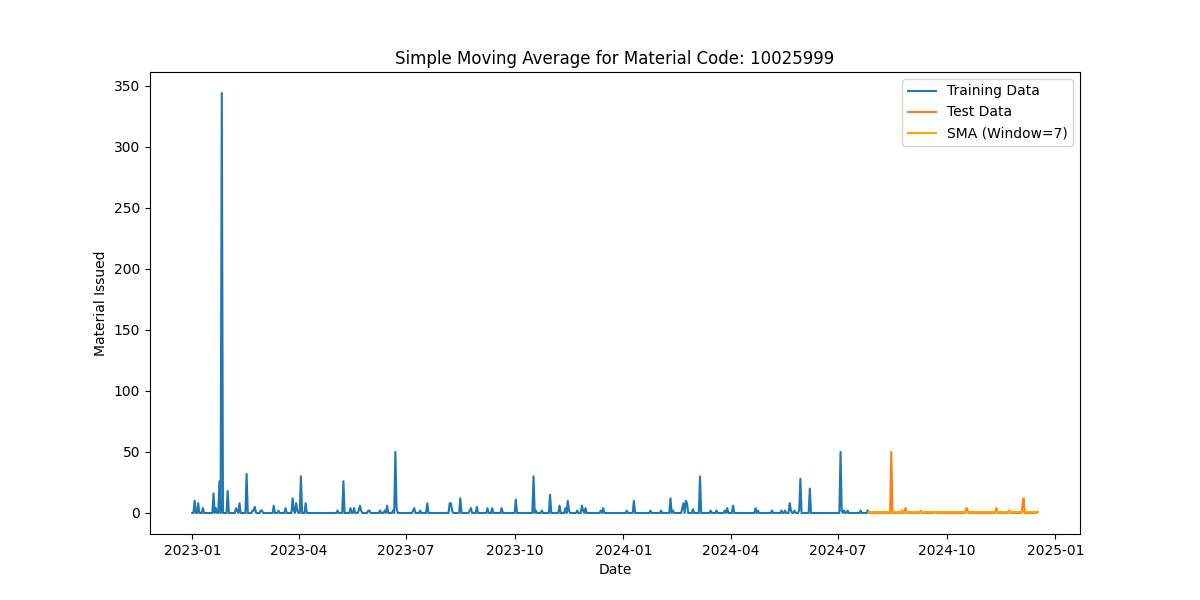 Simple Moving Average for Material Code: 10025999
350
300
250
200
150
100
50
0
Material Issued
Training Data
Test Data
SMA (Window=7)
2023-01 2023-04 2023-07 2023-10 2024-01 2024-04 2024-07 2024-10 2025-01
Date